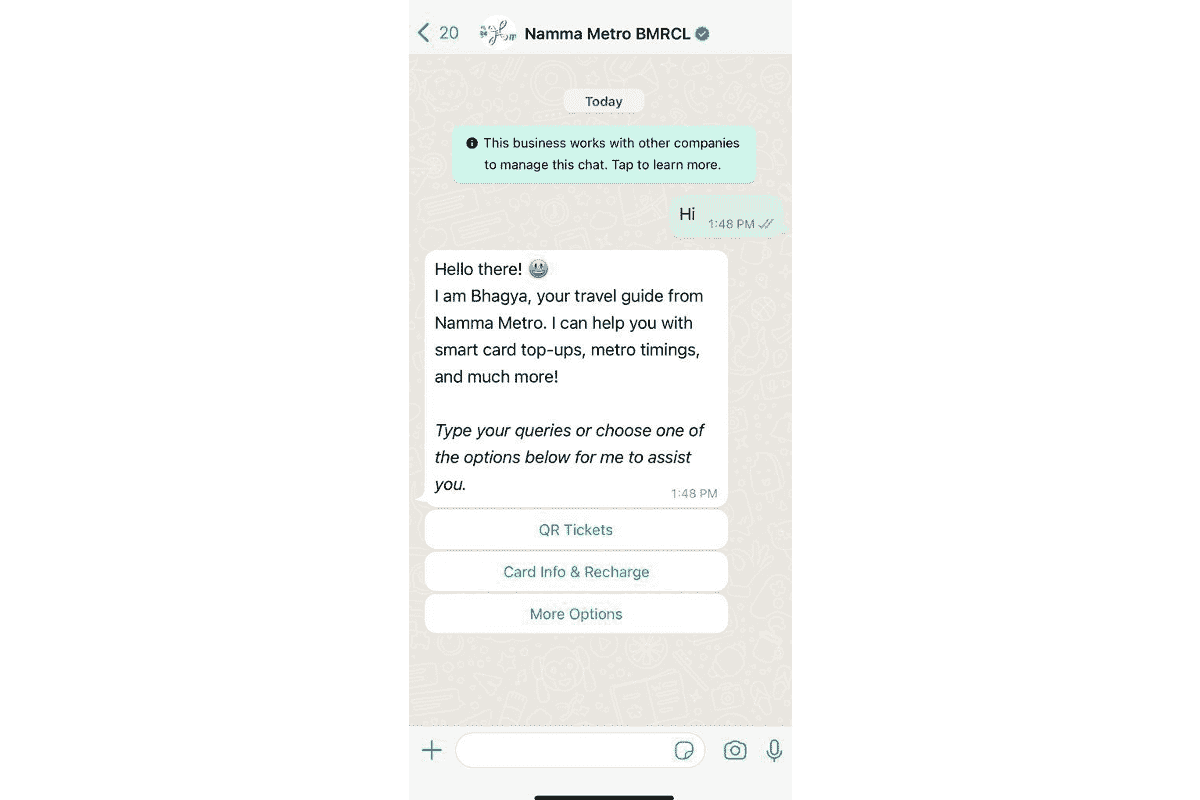 20
Namma Metro BMRCL
Today
This business works with other companies
to manage this chat. Tap to learn more.
Hi
1:48 PM
Hello there!
I am Bhagya, your travel guide from
Namma Metro. I can help you with
smart card top-ups, metro timings,
and much more!
Type your queries or choose one of
the options below for me to assist
you.
1:48 PM
QR Tickets
Card Info & Recharge
More Options